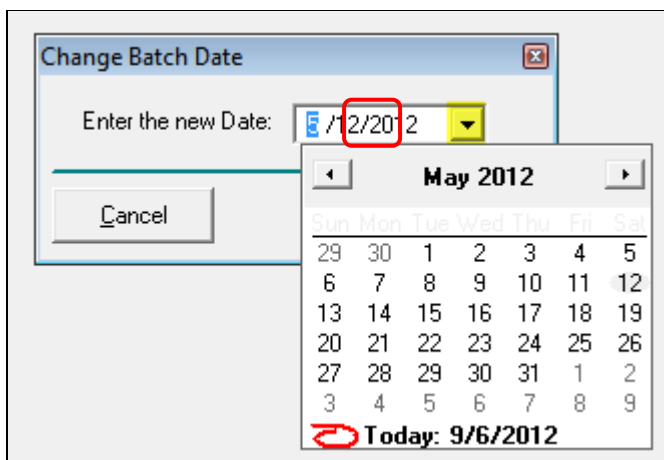 Change Batch Date
Enter the new Date: 5 /12/2012
May 2012
Cancel
Sun Mon Tue Wed Thu Fri Sat
29 30 1 2 3 4 5
6 7 8 9 10 11 12
13 14 15 16 17 18 19
20 21 22 23 24 25 26
27 28 29 30 31 1 2
3 4 5 6 7 8 9
Today: 9/6/2012